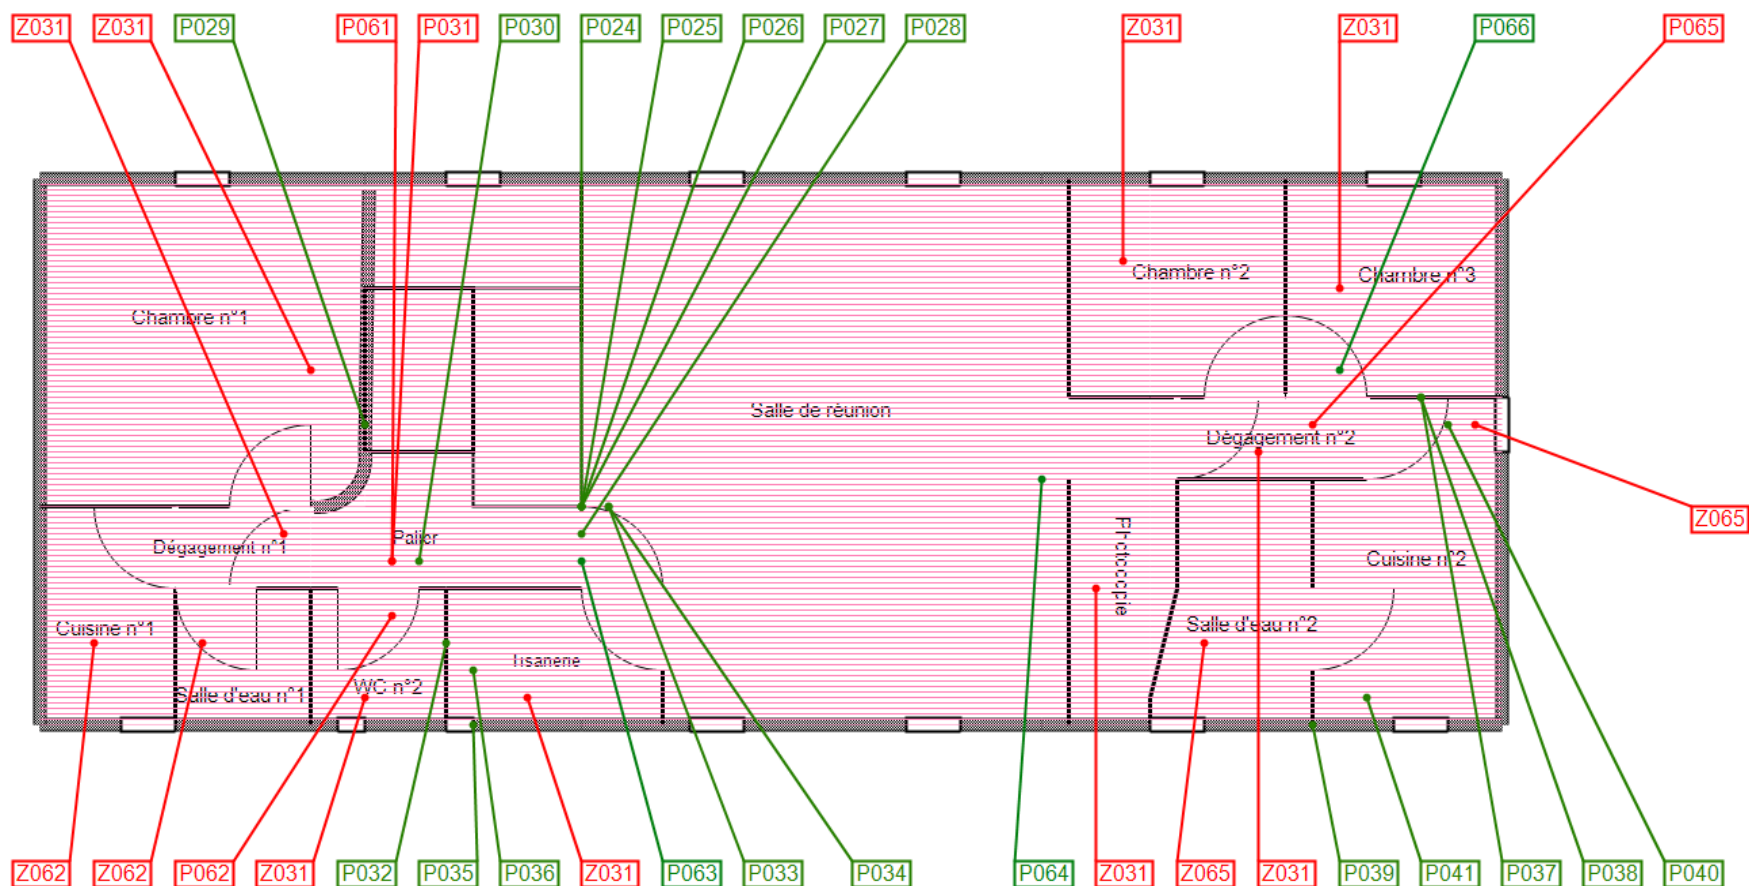 Z031 Z031 P029 P061 P031 P030 P024 P025 P026 P027 P028 Z031 Z031 P066 P065
Chambre n°2
Chambre n°3
Chambre n°1
Salle de réunion
Dégagement n°2
Z065
Palier
Dégagement n°1
Photocopie
Cuisine n°2
Cuisine n°1
Salle d'eau n°2
Tisanerie
WC n°2
Salle d'eau n°1
Z062 Z062 P062 Z031 P032 P035 P036 Z031 P063 P033 P034 P064 Z031 Z065 Z031 P039 P041 P037 P038 P040